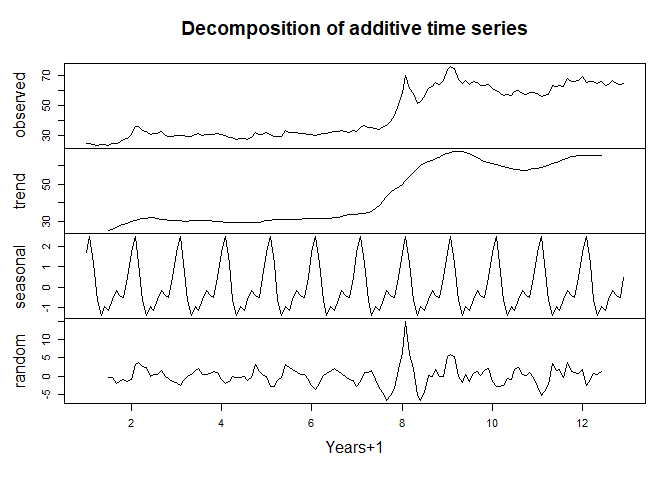 Decomposition of additive time series
observed
30 50 70
trend
30 50
seasonal
-1 0 1 2
random
-5 0 5 10
2 4 6 8 10 12
Years+1